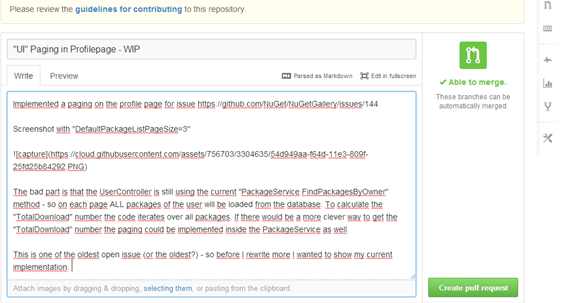 Please review the guidelines for contributing to this repository.
"UI" Paging in Profilepage - WIP
Write Preview Parsed as Markdown Edit in fullscreen
Implemented a paging on the profile page for issue https://github.com/NuGet/NuGetGallery/issues/144
Screenshot with "DefaultPackageListPageSize=3"
![capture](https://cloud.githubusercontent.com/assets/756703/3304635/54d949aa-f64d-11e3-809f-
25fd25b84292.PNG)
The bad part is that the UserController is still using the current "PackageService.FindPackagesByOwner"
method - so on each page ALL packages of the user will be loaded from the database. To calculate the
"TotalDownload" number the code iterates over all packages. If there would be a more clever way to get the
"TotalDownload" number the paging could be implemented inside the PackageService as well.
This is one of the oldest open issue (or the oldest?) - so before I rewrite more I wanted to show my current
implementation.
Attach images by dragging & dropping, selecting them, or pasting from the clipboard.
Able to merge.
These branches can be
automatically merged.
Create pull request